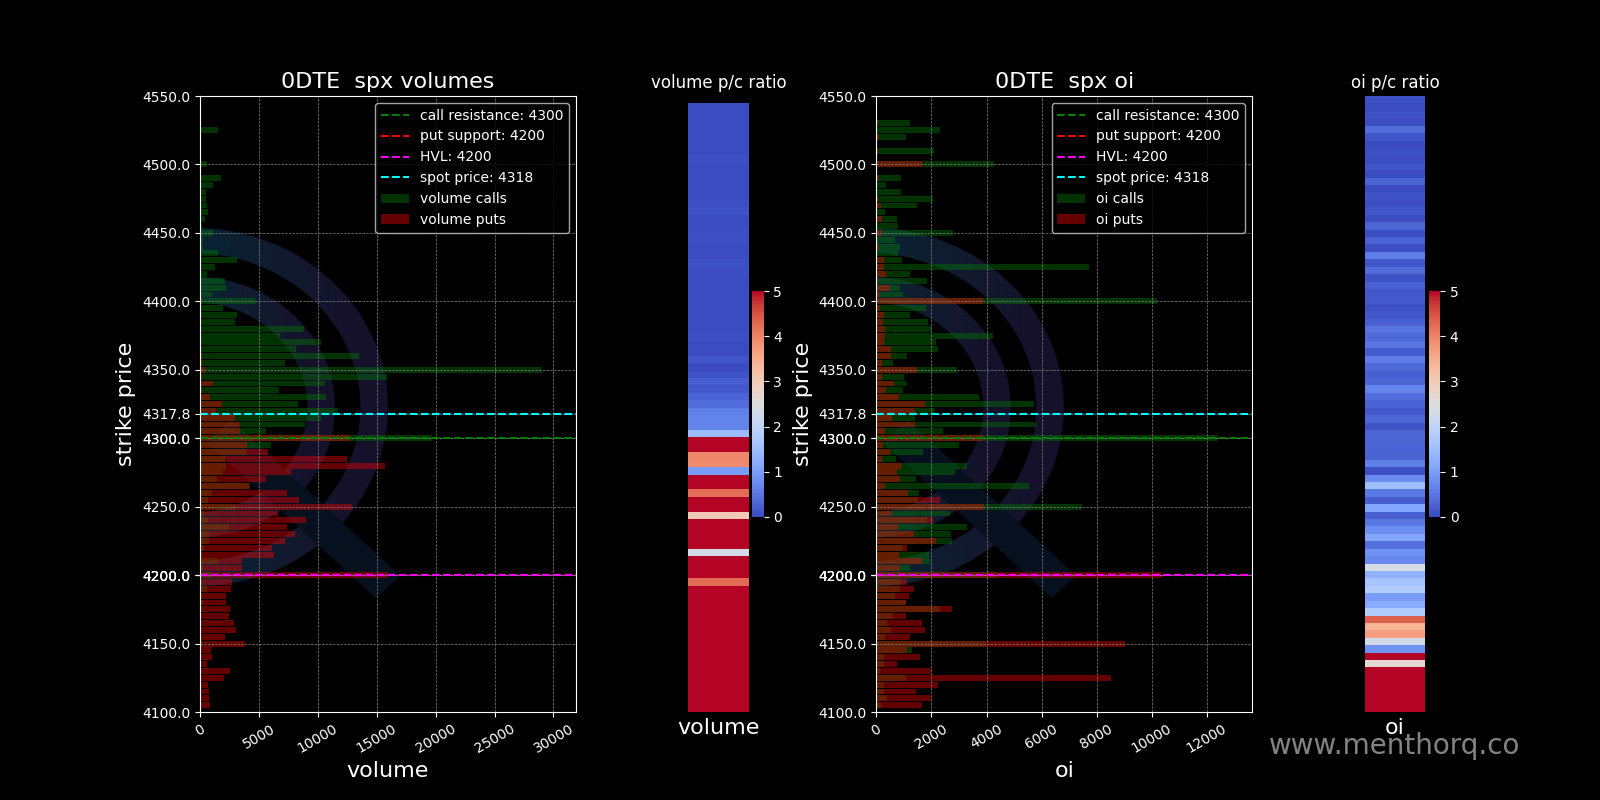 0DTE  spx volumes
4550.0
4500.0
4450.0
4400.0
4350.0
4317.8
4300.0
4250.0
4200.0
4150.0
4100.0
strike price
call resistance: 4300
put support: 4200
HVL: 4200
spot price: 4318
volume calls
volume puts
0
5000
10000
15000
20000
25000
30000
volume
volume p/c ratio
5
4
3
2
1
0
volume
0DTE  spx oi
4550.0
4500.0
4450.0
4400.0
4350.0
4317.8
4300.0
4250.0
4200.0
4150.0
4100.0
strike price
call resistance: 4300
put support: 4200
HVL: 4200
spot price: 4318
oi calls
oi puts
0
2000
4000
6000
8000
10000
12000
oi
oi p/c ratio
5
4
3
2
1
0
oi
www.menthorq.co